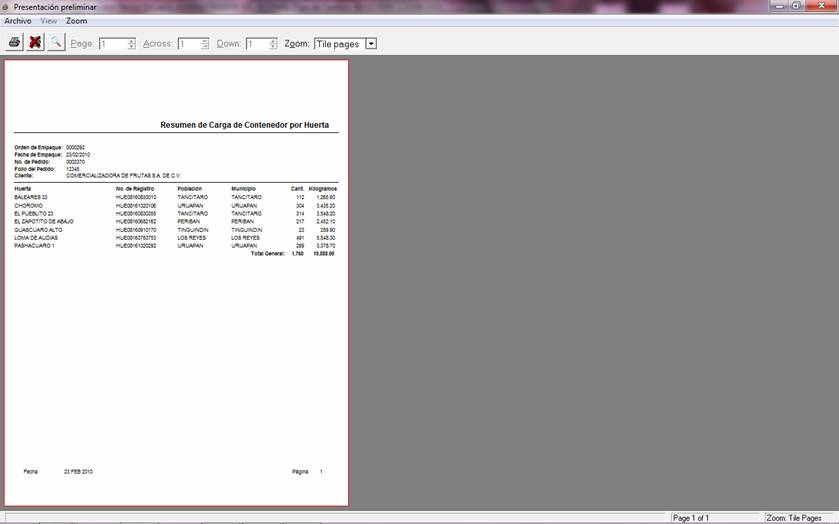 Presentación preliminar
Archivo View Zoom
Page: 1 Across: 1 Down: 1 Zoom: Tile pages
Resumen de Carga de Contenedor por Huerta
Orden de Empaque: 0000292
Fecha de Empaque: 23/02/2010
No. de Pedido: 0002370
Folio del Pedido: 12345
Cliente: COMERCIALIZADORA DE FRUTAS S.A. DE C.V.
Huerta No. de Registro Población Municipio Cant. Kilogramos
BALEARES 33 HUE08160830010 TANCITARO TANCITARO 112 1,265.60
CHOROMO HUE08161020106 URUAPAN URUAPAN 304 3,435.20
EL PUEBLITO 23 HUE08160830355 TANCITARO TANCITARO 314 3,548.20
EL ZAPOTITO DE ABAJO HUE08160652162 PERIBAN PERIBAN 217 2,452.10
GUASCUARO ALTO HUE08160910170 TINGUINDIN TINGUINDIN 23 259.90
LOMA DE AUDIAS HUE08160750753 LOS REYES LOS REYES 491 5,548.30
PASHACUARO 1 HUE08161020292 URUAPAN URUAPAN 299 3,378.70
Total General: 1,760 19,888.00
Fecha: 23 FEB 2010 Página: 1
Page 1 of 1 Zoom: Tile Pages